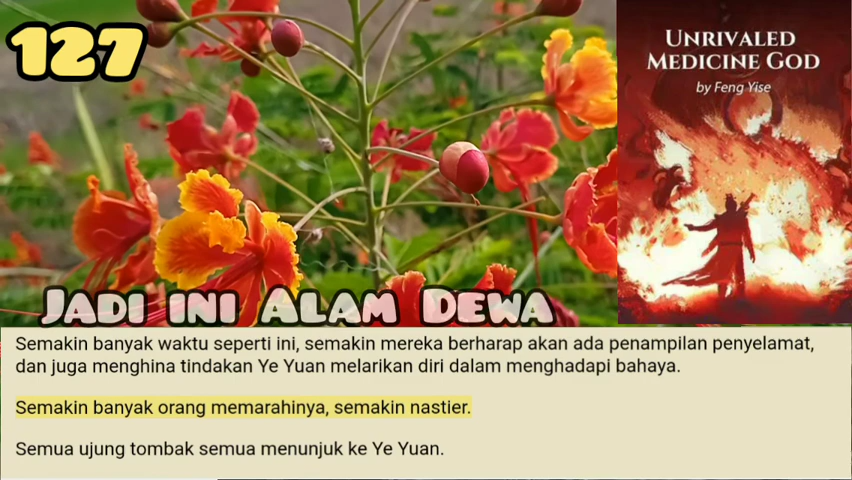 127
UNRIVALED
MEDICINE GOD
by Feng Yise
JADI INI ALAM DEWA
Semakin banyak waktu seperti ini, semakin mereka berharap akan ada penampilan penyelamat,
dan juga menghina tindakan Ye Yuan melarikan diri dalam menghadapi bahaya.
Semakin banyak orang memarahinya, semakin nastier.
Semua ujung tombak semua menunjuk ke Ye Yuan.